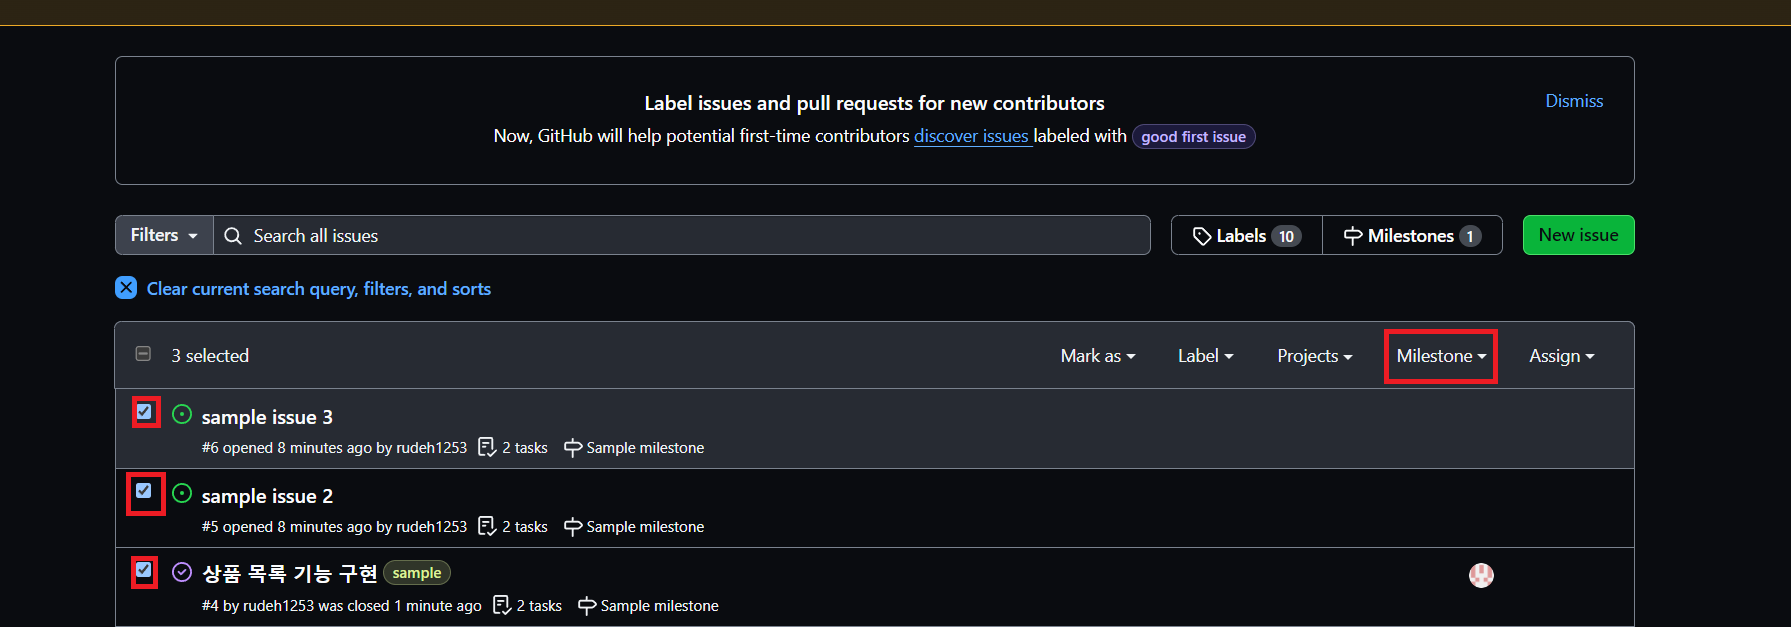 Label issues and pull requests for new contributors
Dismiss
Now, GitHub will help potential first-time contributors discover issues labeled with good first issue
Filters Search all issues Labels 10 Milestones 1 New issue
Clear current search query, filters, and sorts
3 selected Mark as Label Projects Milestone Assign
sample issue 3
#6 opened 8 minutes ago by rudeh1253 2 tasks Sample milestone
sample issue 2
#5 opened 8 minutes ago by rudeh1253 2 tasks Sample milestone
상품 목록 기능 구현 sample
#4 by rudeh1253 was closed 1 minute ago 2 tasks Sample milestone